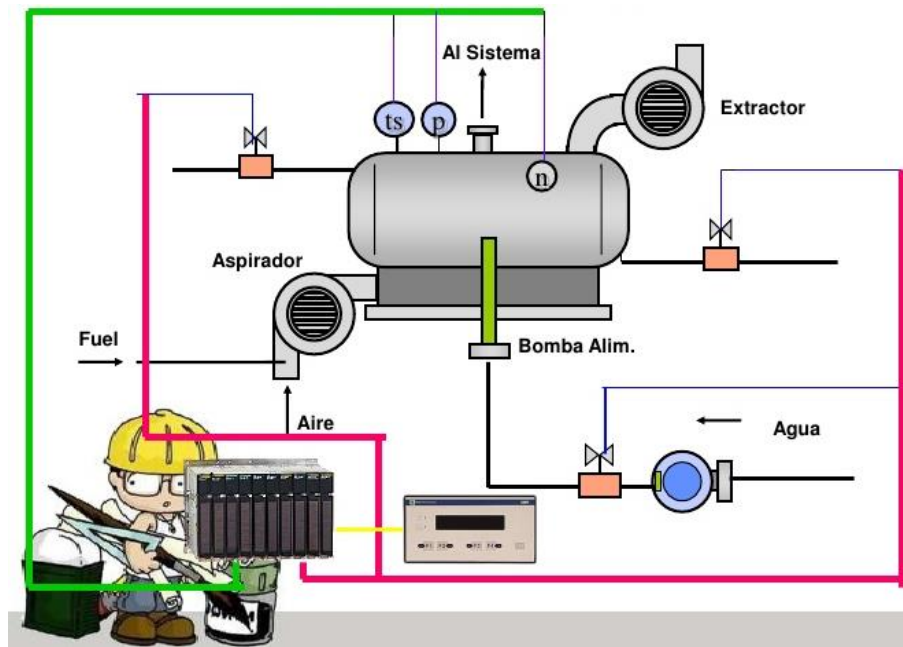 Al Sistema
Extractor
ts
p
n
Aspirador
Fuel
Bomba Alim.
Aire
Agua